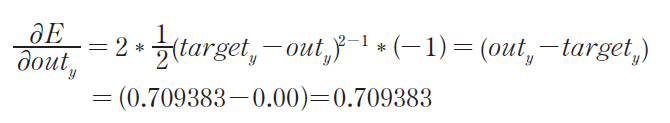 ∂E/∂out_y = 2 * 1/2(target_y − out_y)^{2−1} * (−1) = (out_y − target_y)
= (0.709383−0.00)=0.709383